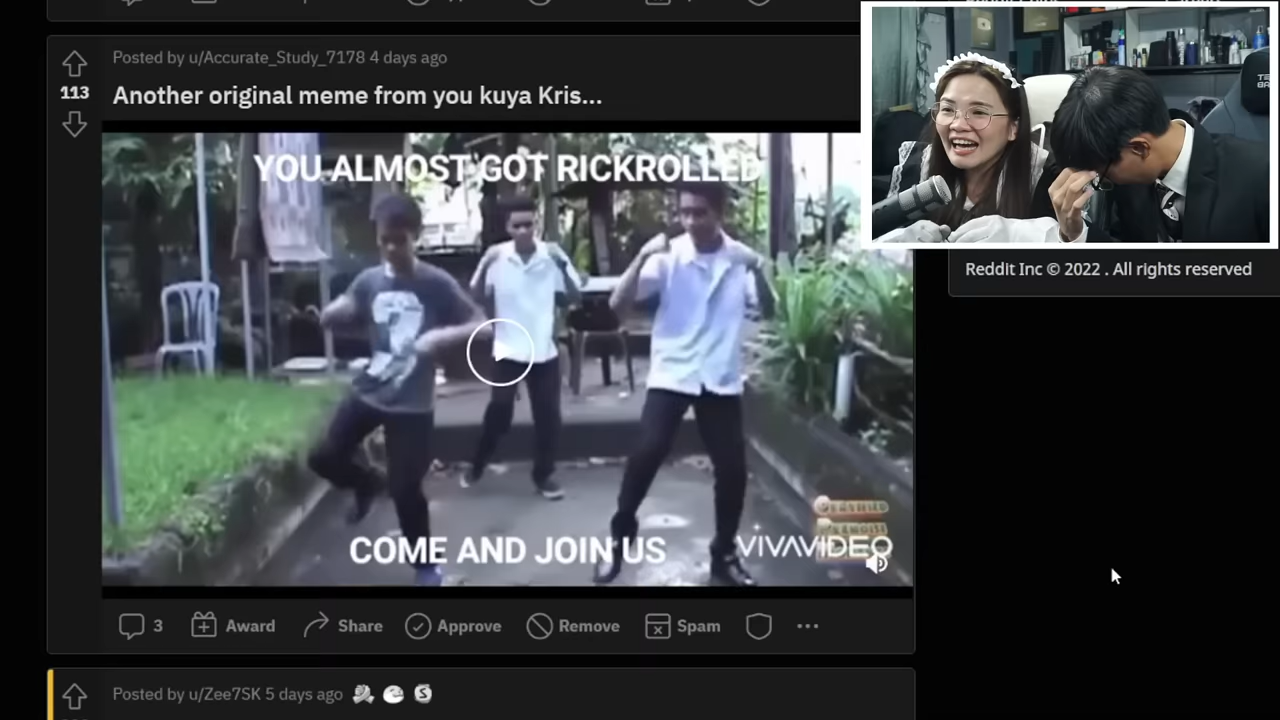 Posted by u/Accurate_Study_7178 4 days ago
113
Another original meme from you kuya Kris...
YOU ALMOST GOT RICKROLLED
COME AND JOIN US
VIVAVIDEO
3 Award Share Approve Remove Spam
Posted by u/Zee7SK 5 days ago
Reddit Inc © 2022 . All rights reserved